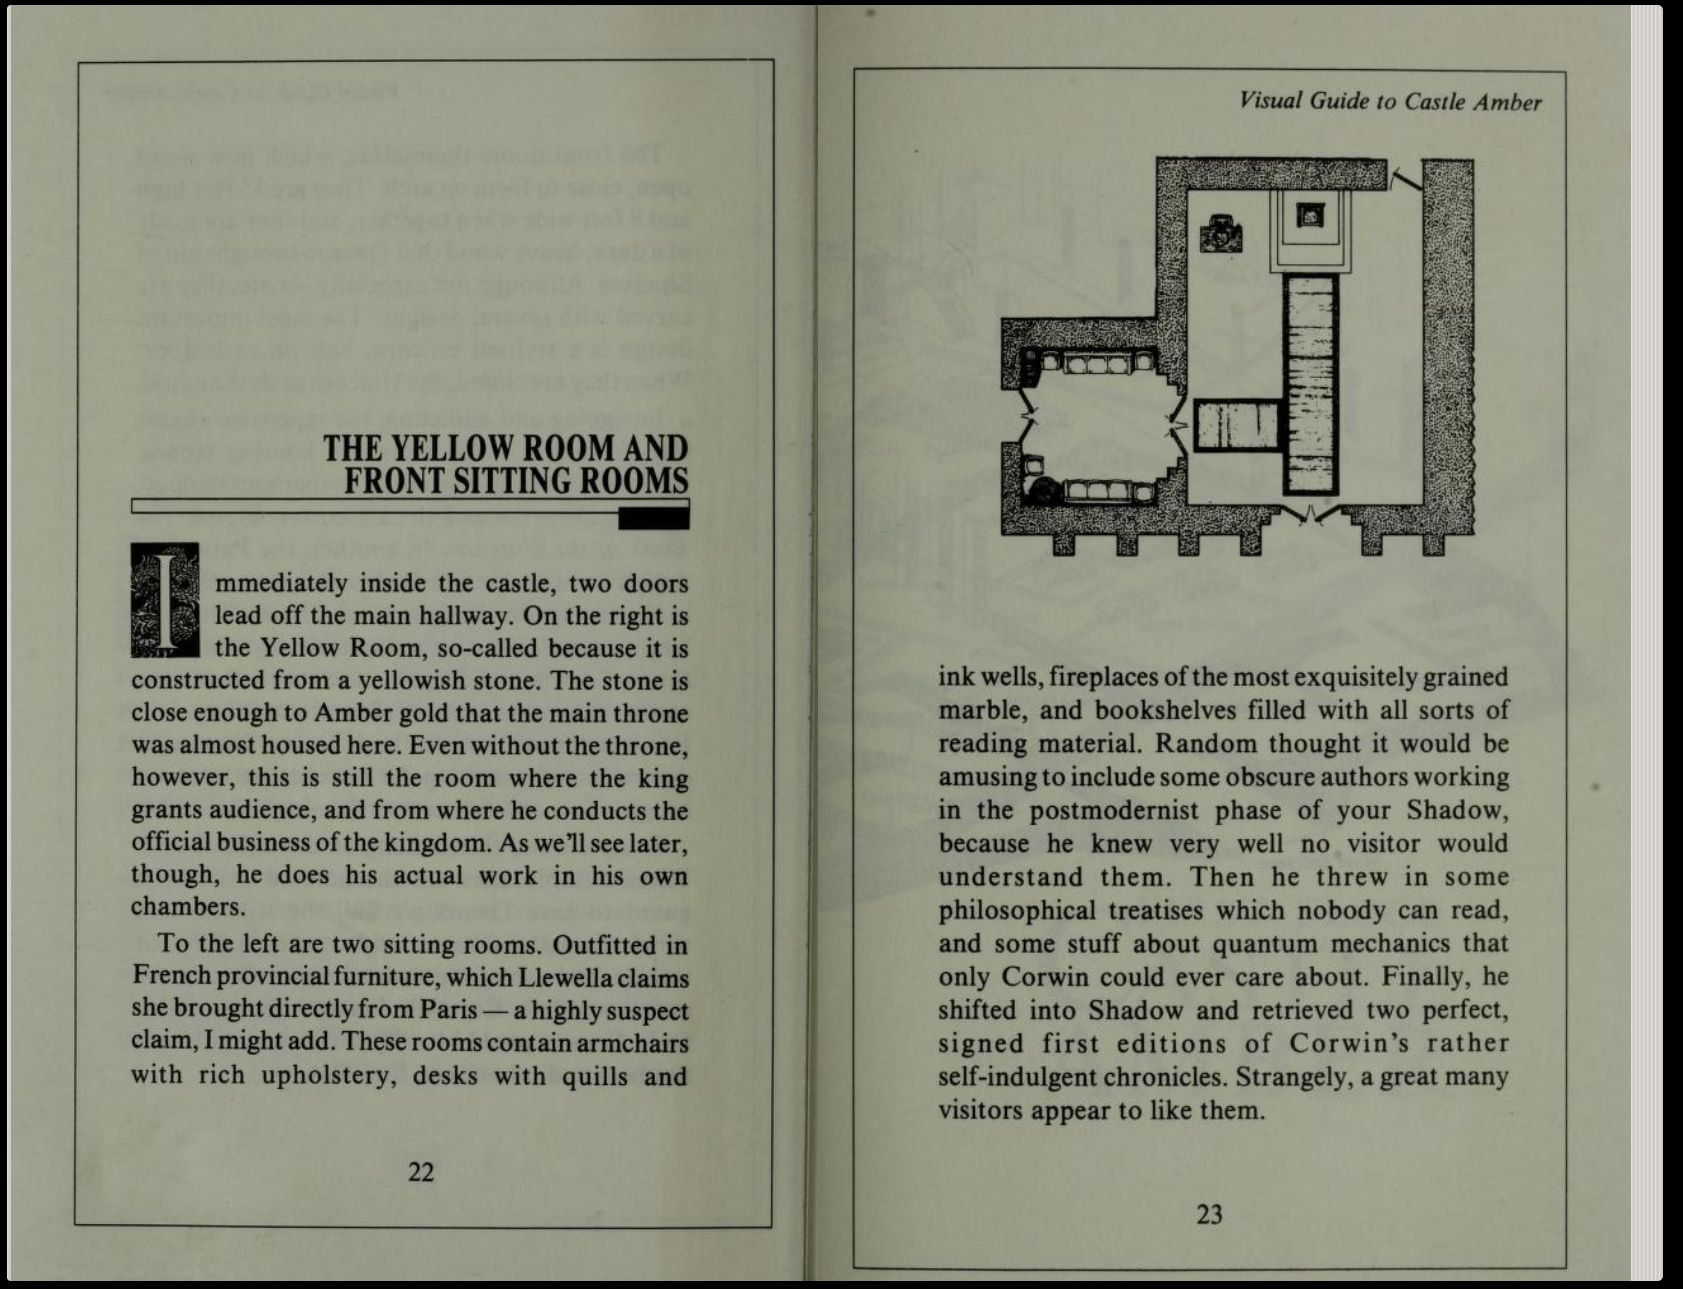 THE YELLOW ROOM AND
FRONT SITTING ROOMS
Immediately inside the castle, two doors
lead off the main hallway. On the right is
the Yellow Room, so-called because it is
constructed from a yellowish stone. The stone is
close enough to Amber gold that the main throne
was almost housed here. Even without the throne,
however, this is still the room where the king
grants audience, and from where he conducts the
official business of the kingdom. As we'll see later,
though, he does his actual work in his own
chambers.
To the left are two sitting rooms. Outfitted in
French provincial furniture, which Llewella claims
she brought directly from Paris — a highly suspect
claim, I might add. These rooms contain armchairs
with rich upholstery, desks with quills and
22
Visual Guide to Castle Amber
ink wells, fireplaces of the most exquisitely grained
marble, and bookshelves filled with all sorts of
reading material. Random thought it would be
amusing to include some obscure authors working
in the postmodernist phase of your Shadow,
because he knew very well no visitor would
understand them. Then he threw in some
philosophical treatises which nobody can read,
and some stuff about quantum mechanics that
only Corwin could ever care about. Finally, he
shifted into Shadow and retrieved two perfect,
signed first editions of Corwin's rather
self-indulgent chronicles. Strangely, a great many
visitors appear to like them.
23